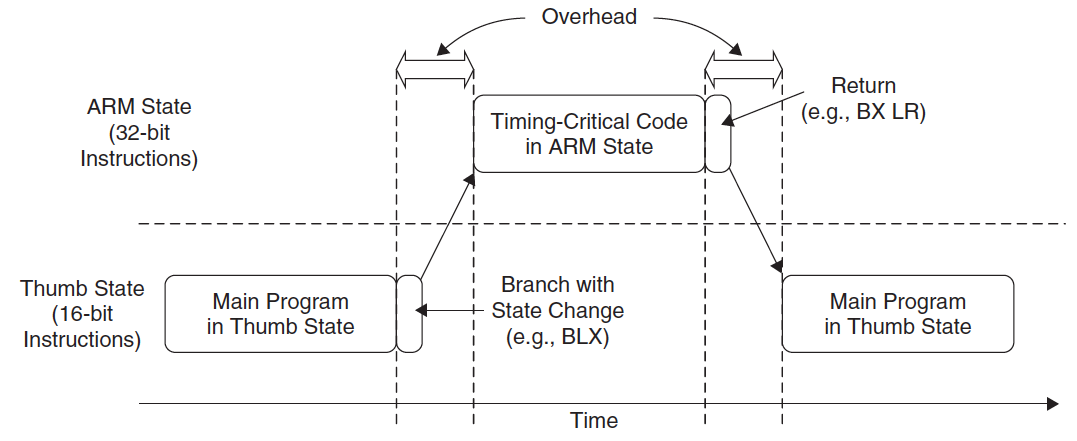 Overhead
ARM State
(32-bit
Instructions)
Timing-Critical Code
in ARM State
Return
(e.g., BX LR)
Thumb State
(16-bit
Instructions)
Main Program
in Thumb State
Branch with
State Change
(e.g., BLX)
Main Program
in Thumb State
Time